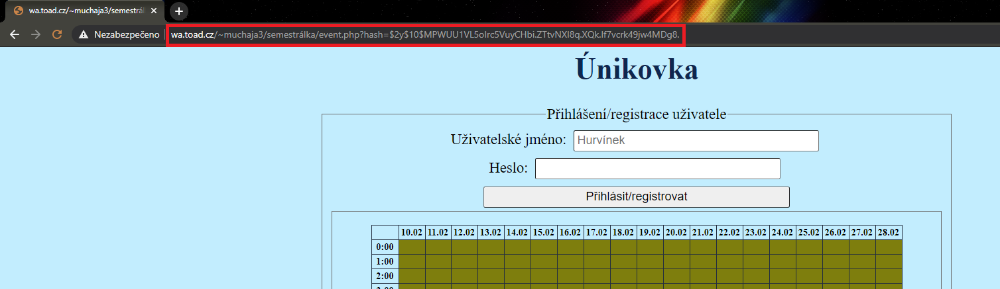 wa.toad.cz/~muchaja3/semestrál
Nezabezpečeno
wa.toad.cz/~muchaja3/semestrálka/event.php?hash=$2y$10$MPWUU1VL5oIrc5VuyCHbi.ZTtvNXI8q.XQk.If7vcrk49jw4MDg8.
Únikovka
Přihlášení/registrace uživatele
Uživatelské jméno: Hurvínek
Heslo:
Přihlásit/registrovat
10.02 11.02 12.02 13.02 14.02 15.02 16.02 17.02 18.02 19.02 20.02 21.02 22.02 23.02 24.02 25.02 26.02 27.02 28.02
0:00
1:00
2:00